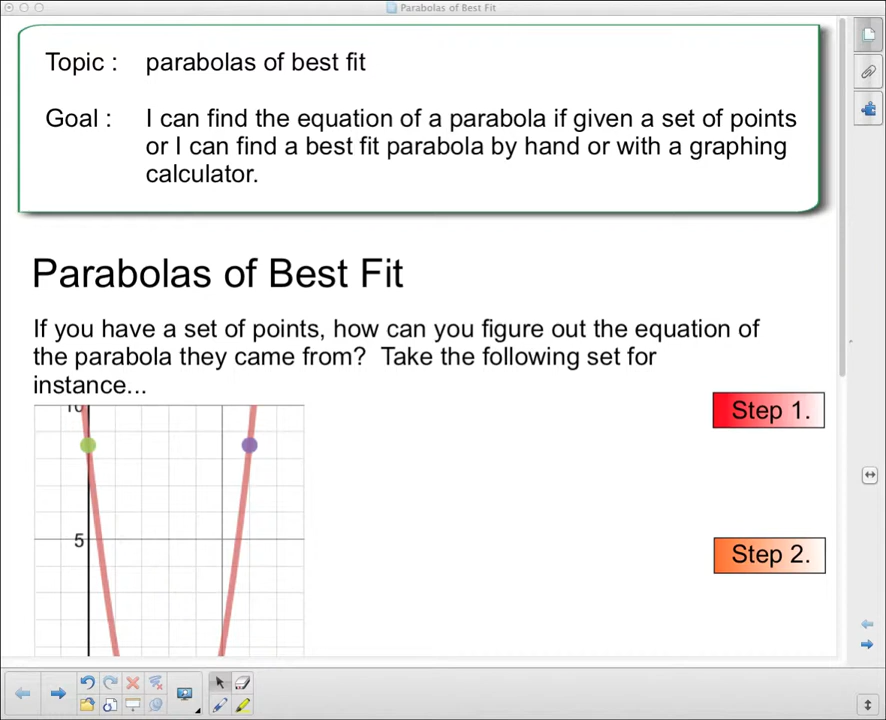 Parabolas of Best Fit
Topic : parabolas of best fit
Goal : I can find the equation of a parabola if given a set of points
or I can find a best fit parabola by hand or with a graphing
calculator.
Parabolas of Best Fit
If you have a set of points, how can you figure out the equation of
the parabola they came from? Take the following set for
instance...
Step 1.
10
5
Step 2.